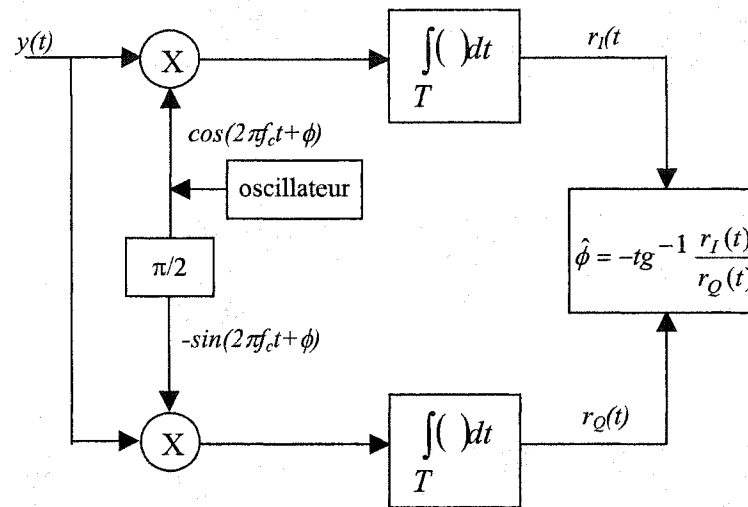 y(t)
X
∫( )dt
T
r_I(t
cos(2πf_ct+ϕ)
oscillateur
π/2
ϕ̂ = -tg^-1 r_I(t)/r_Q(t)
-sin(2πf_ct+ϕ)
X
∫( )dt
T
r_Q(t)